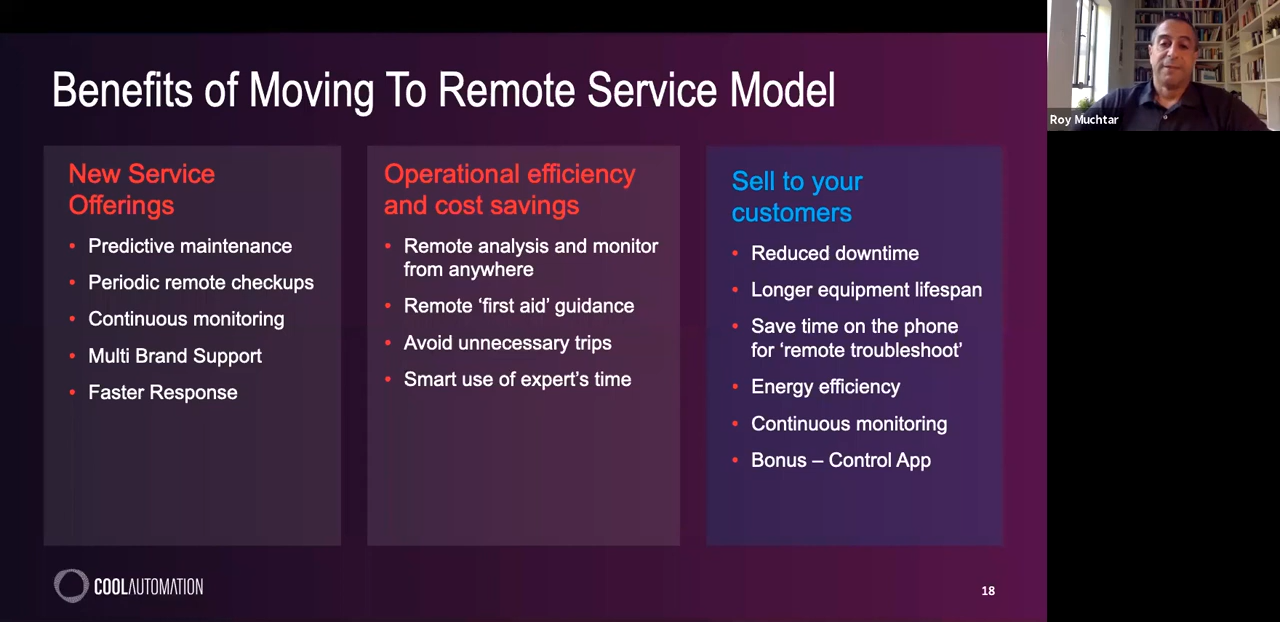 Benefits of Moving To Remote Service Model
New Service
Offerings
• Predictive maintenance
• Periodic remote checkups
• Continuous monitoring
• Multi Brand Support
• Faster Response
Operational efficiency
and cost savings
• Remote analysis and monitor
from anywhere
• Remote ‘first aid’ guidance
• Avoid unnecessary trips
• Smart use of expert’s time
Sell to your
customers
• Reduced downtime
• Longer equipment lifespan
• Save time on the phone
for ‘remote troubleshoot’
• Energy efficiency
• Continuous monitoring
• Bonus – Control App
COOLAUTOMATION
18
Roy Muchtar